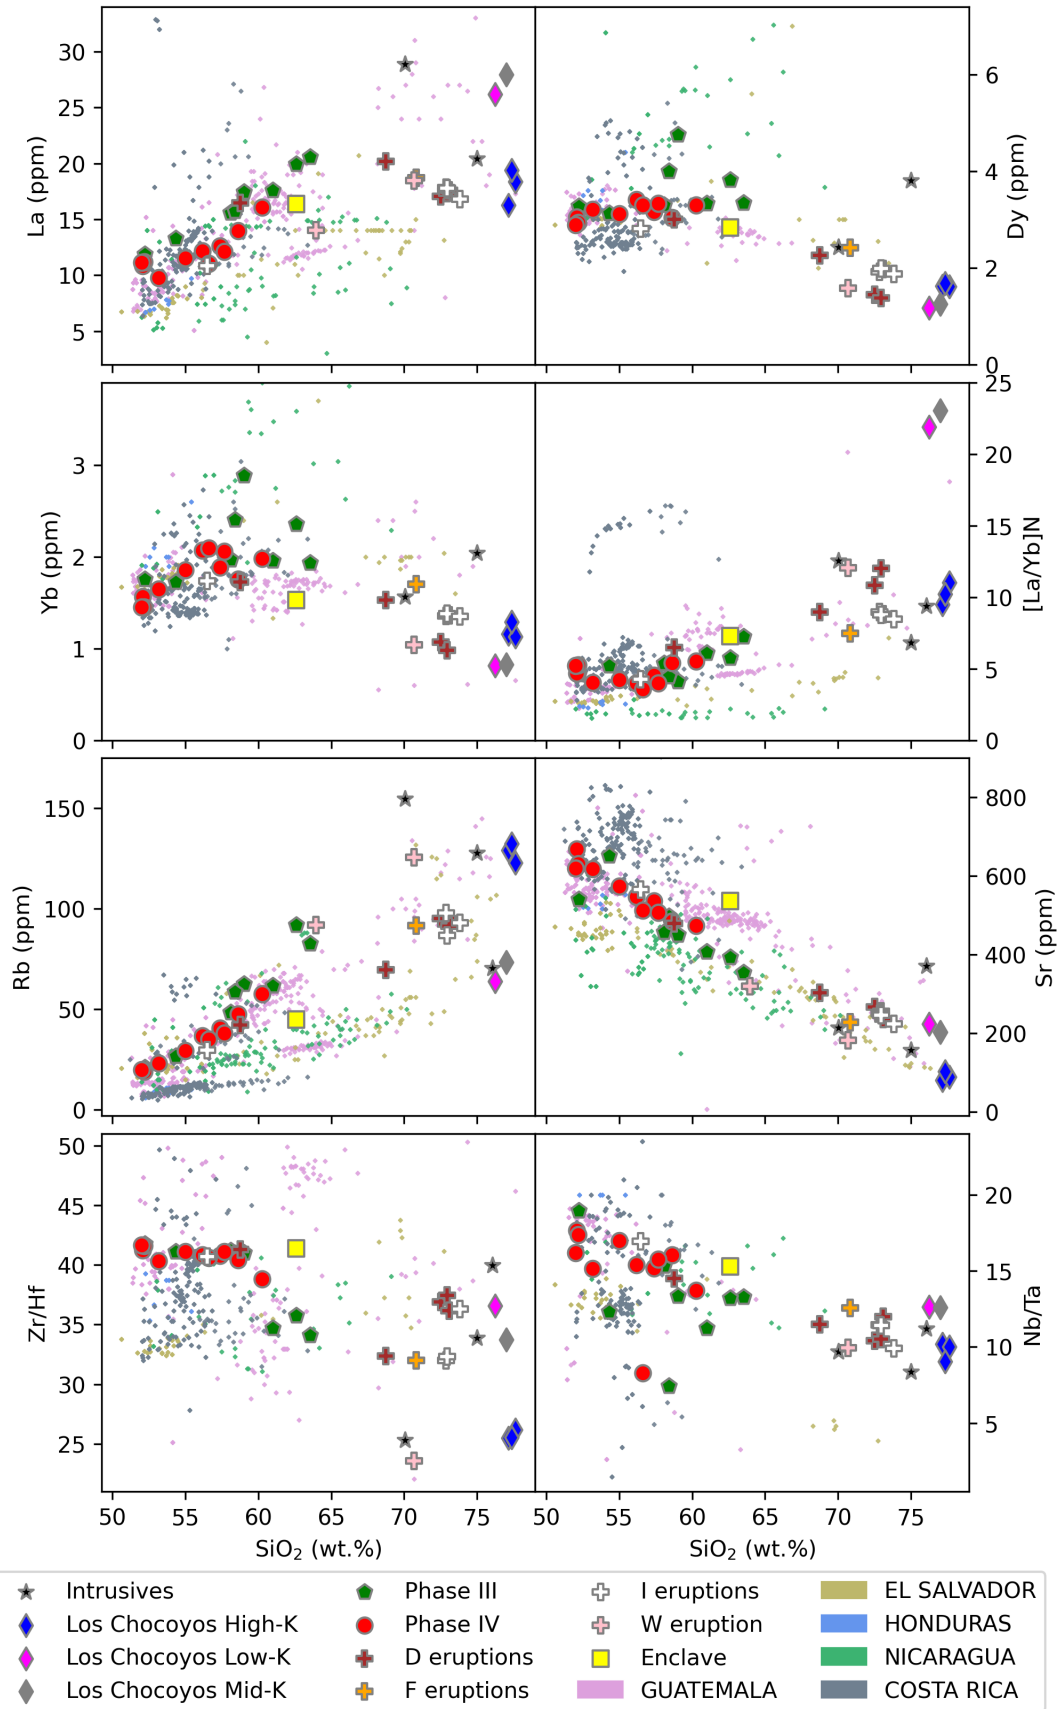 La (ppm)
30
25
20
15
10
5
6
4
2
0
Dy (ppm)
Yb (ppm)
3
2
1
0
25
20
15
10
5
0
[La/Yb]N
Rb (ppm)
150
100
50
0
800
600
400
200
0
Sr (ppm)
Zr/Hf
50
45
40
35
30
25
20
15
10
5
Nb/Ta
50 55 60 65 70 75
50 55 60 65 70 75
SiO₂ (wt.%)
SiO₂ (wt.%)
Intrusives
Los Chocoyos High-K
Los Chocoyos Low-K
Los Chocoyos Mid-K
Phase III
Phase IV
D eruptions
F eruptions
I eruptions
W eruption
Enclave
GUATEMALA
EL SALVADOR
HONDURAS
NICARAGUA
COSTA RICA